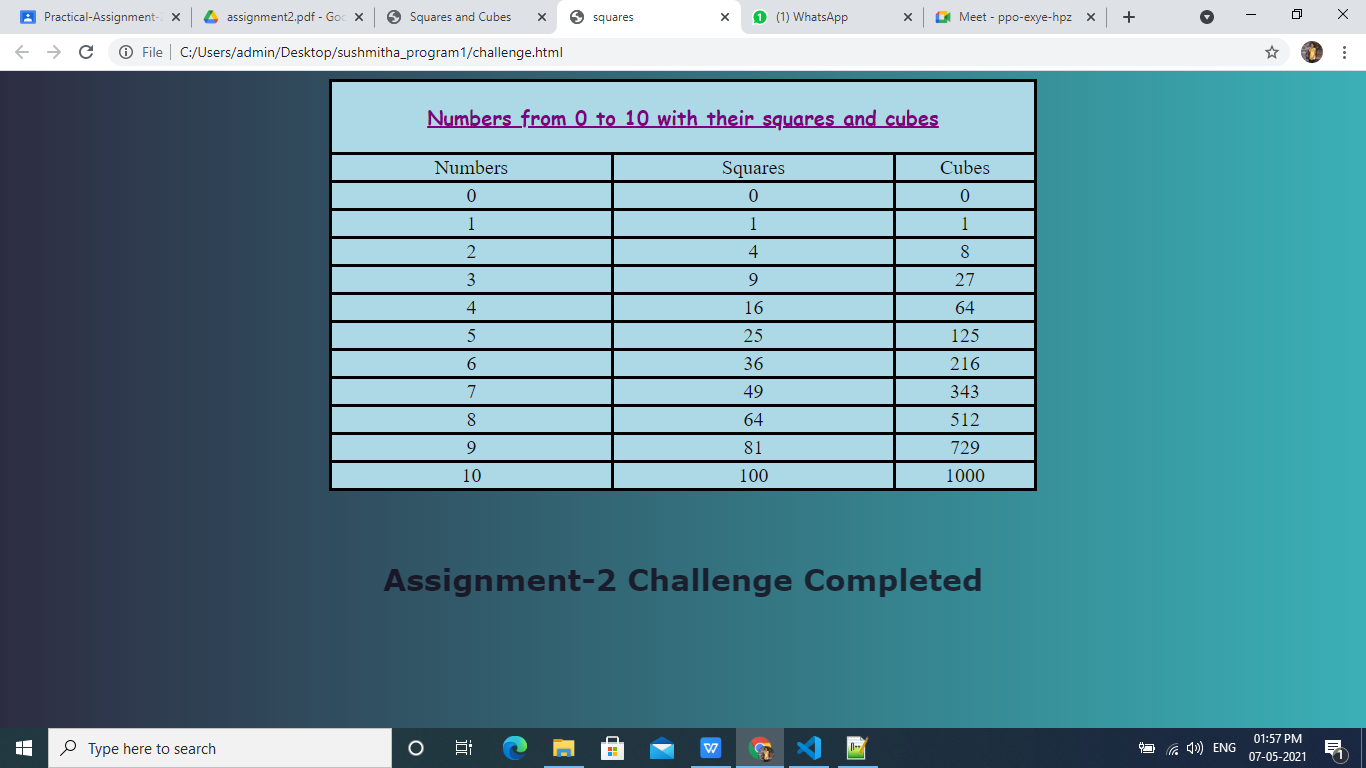 Practical-Assignment- assignment2.pdf - Goo Squares and Cubes squares (1) WhatsApp Meet - ppo-exye-hpz
File C:/Users/admin/Desktop/sushmitha_program1/challenge.html
Numbers from 0 to 10 with their squares and cubes
Numbers Squares Cubes
0 0 0
1 1 1
2 4 8
3 9 27
4 16 64
5 25 125
6 36 216
7 49 343
8 64 512
9 81 729
10 100 1000
Assignment-2 Challenge Completed
Type here to search ENG 01:57 PM
07-05-2021 1